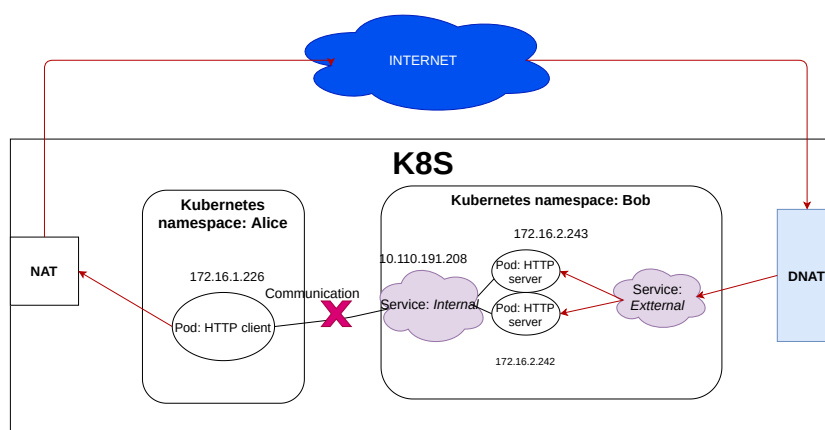 INTERNET
K8S
Kubernetes
namespace: Alice
Kubernetes namespace: Bob
NAT
172.16.1.226
Pod: HTTP client
Communication
10.110.191.208
Service: Internal
172.16.2.243
Pod: HTTP
server
Pod: HTTP
server
172.16.2.242
Service:
Extternal
DNAT